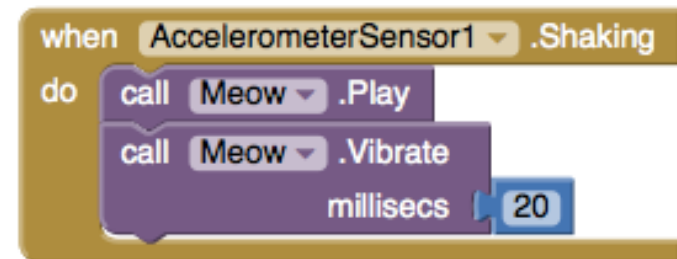 when AccelerometerSensor1 .Shaking
do call Meow .Play
call Meow .Vibrate
millisecs 20